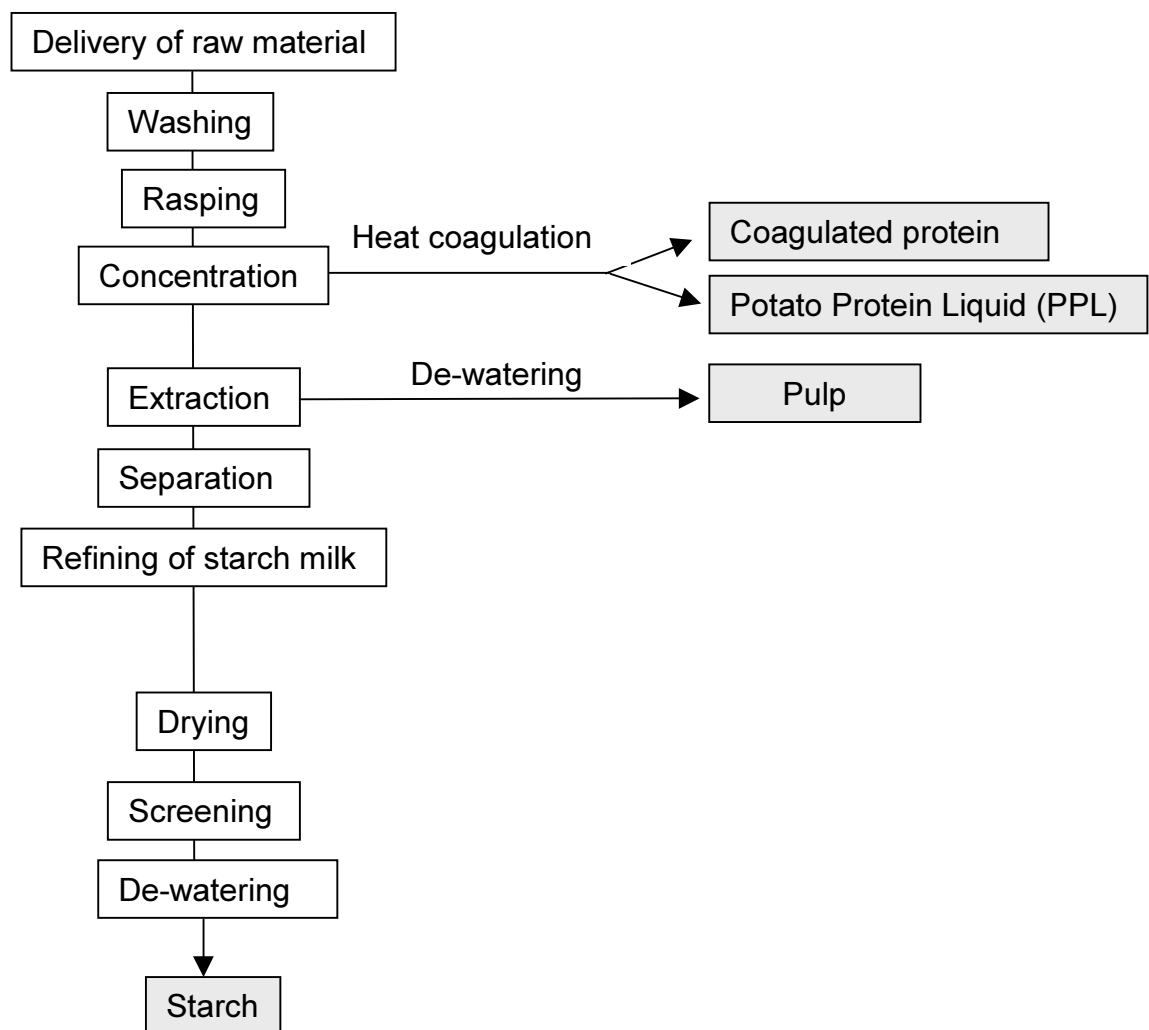 Delivery of raw material
Washing
Rasping
Heat coagulation
Coagulated protein
Concentration
Potato Protein Liquid (PPL)
De-watering
Pulp
Extraction
Separation
Refining of starch milk
Drying
Screening
De-watering
Starch